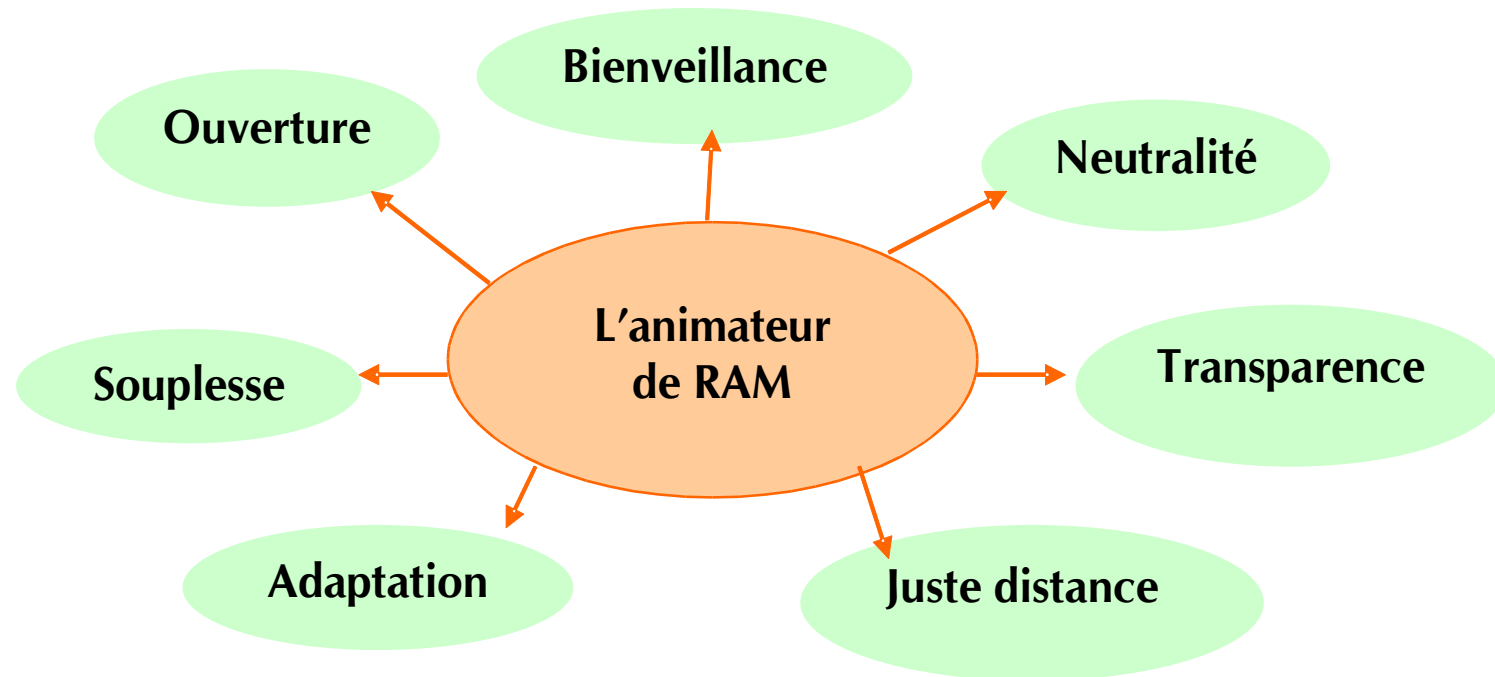 Bienveillance
Ouverture
Neutralité
L’animateur
de RAM
Transparence
Souplesse
Adaptation
Juste distance